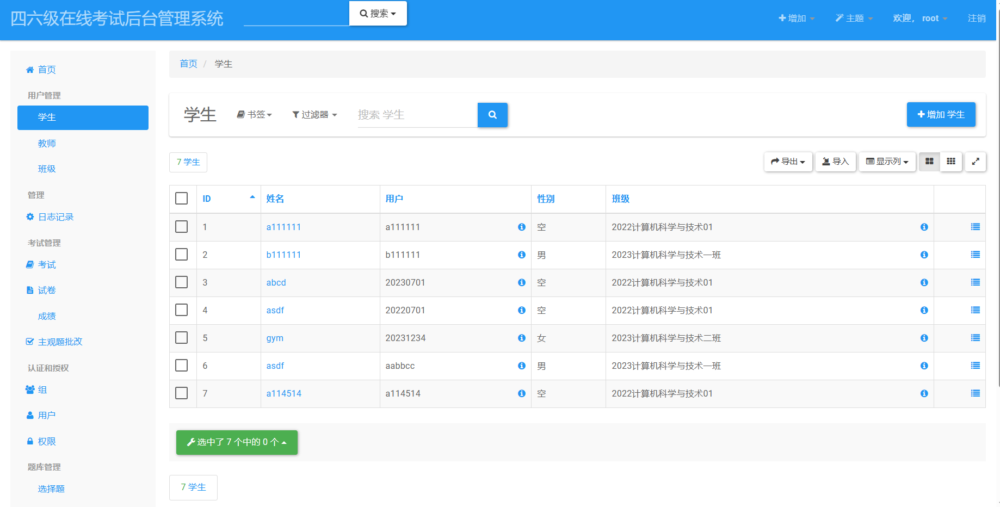 四六级在线考试后台管理系统
搜索
增加
主题
欢迎， root
注销
首页
用户管理
学生
教师
班级
管理
日志记录
考试管理
考试
试卷
成绩
主观题批改
认证和授权
组
用户
权限
题库管理
选择题
首页 / 学生
学生
书签
过滤器
搜索 学生
增加 学生
7 学生
导出
导入
显示列
ID 姓名 用户 性别 班级
1 a111111 a111111 空 2022计算机科学与技术01
2 b111111 b111111 男 2023计算机科学与技术一班
3 abcd 20230701 空 2022计算机科学与技术01
4 asdf 20220701 空 2022计算机科学与技术01
5 gym 20231234 女 2023计算机科学与技术二班
6 asdf aabbcc 男 2023计算机科学与技术一班
7 a114514 a114514 空 2022计算机科学与技术01
选中了 7 个中的 0 个
7 学生